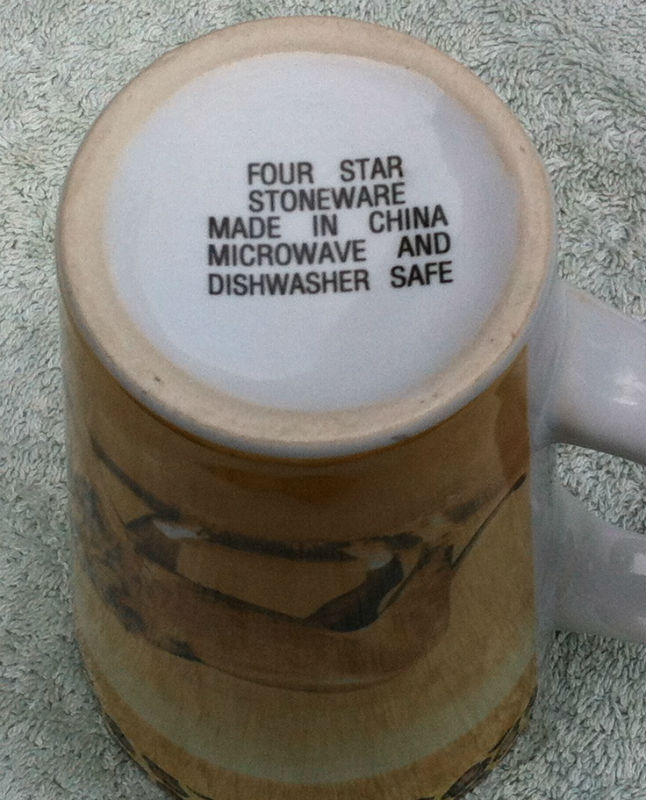 FOUR STAR
STONEWARE
MADE IN CHINA
MICROWAVE AND
DISHWASHER SAFE